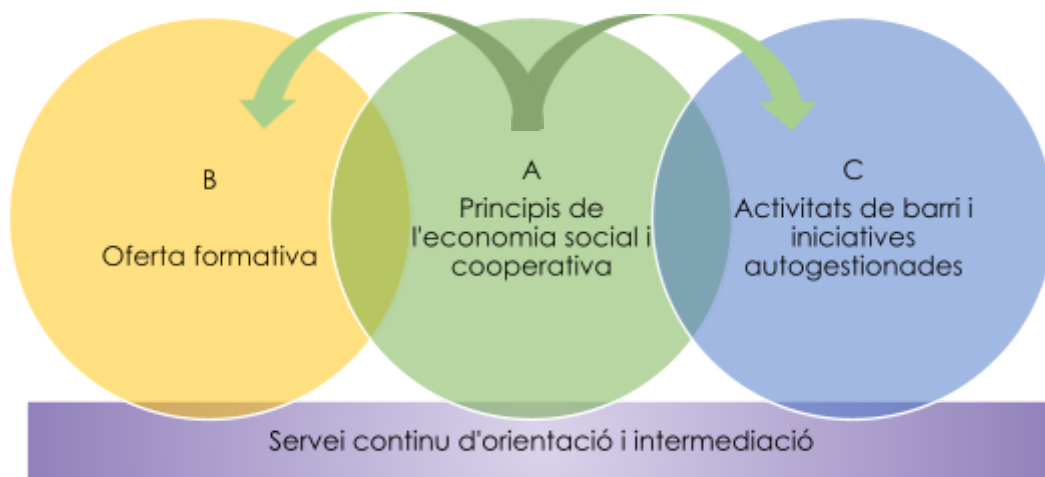 B
Oferta formativa
A
Principis de
l'economia social i
cooperativa
C
Activitats de barri i
iniciatives
autogestionades
Servei continu d'orientació i intermediació